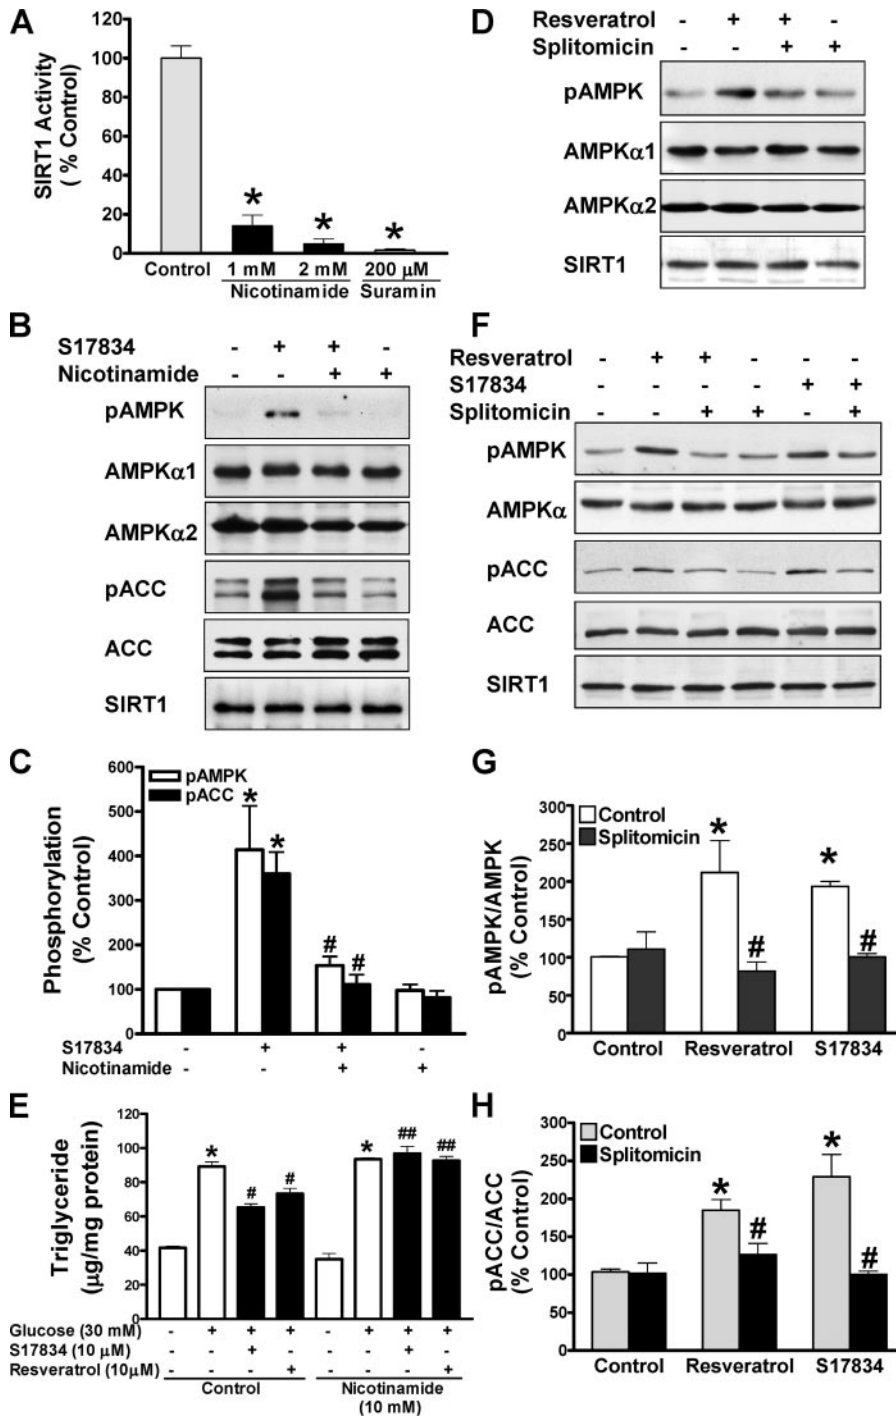 A
SIRT1 Activity
( % Control)
120
100
80
60
40
20
0
*
*
*
Control
1 mM
2 mM
200 µM
Nicotinamide
Suramin
B
S17834 - + + -
Nicotinamide - - + +
pAMPK
AMPKα1
AMPKα2
pACC
ACC
SIRT1
C
Phosphorylation
(% Control)
600
500
400
300
200
100
0
pAMPK
pACC
*
*
#
#
S17834 - + + -
Nicotinamide - - + +
E
Triglyceride
(µg/mg protein)
120
100
80
60
40
20
0
*
#
#
*
##
##
Glucose (30 mM) - + + + - + + +
S17834 (10 µM) - - + - - - + -
Resveratrol (10µM) - - - + - - - +
Control
Nicotinamide
(10 mM)
D
Resveratrol - + + -
Splitomicin - - + +
pAMPK
AMPKα1
AMPKα2
SIRT1
F
Resveratrol - + + - - -
S17834 - - - - + +
Splitomicin - - + + - +
pAMPK
AMPKα
pACC
ACC
SIRT1
G
pAMPK/AMPK
(% Control)
300
250
200
150
100
50
0
Control
Splitomicin
*
#
*
#
Control
Resveratrol
S17834
H
pACC/ACC
(% Control)
300
250
200
150
100
50
0
Control
Splitomicin
*
#
*
#
Control
Resveratrol
S17834